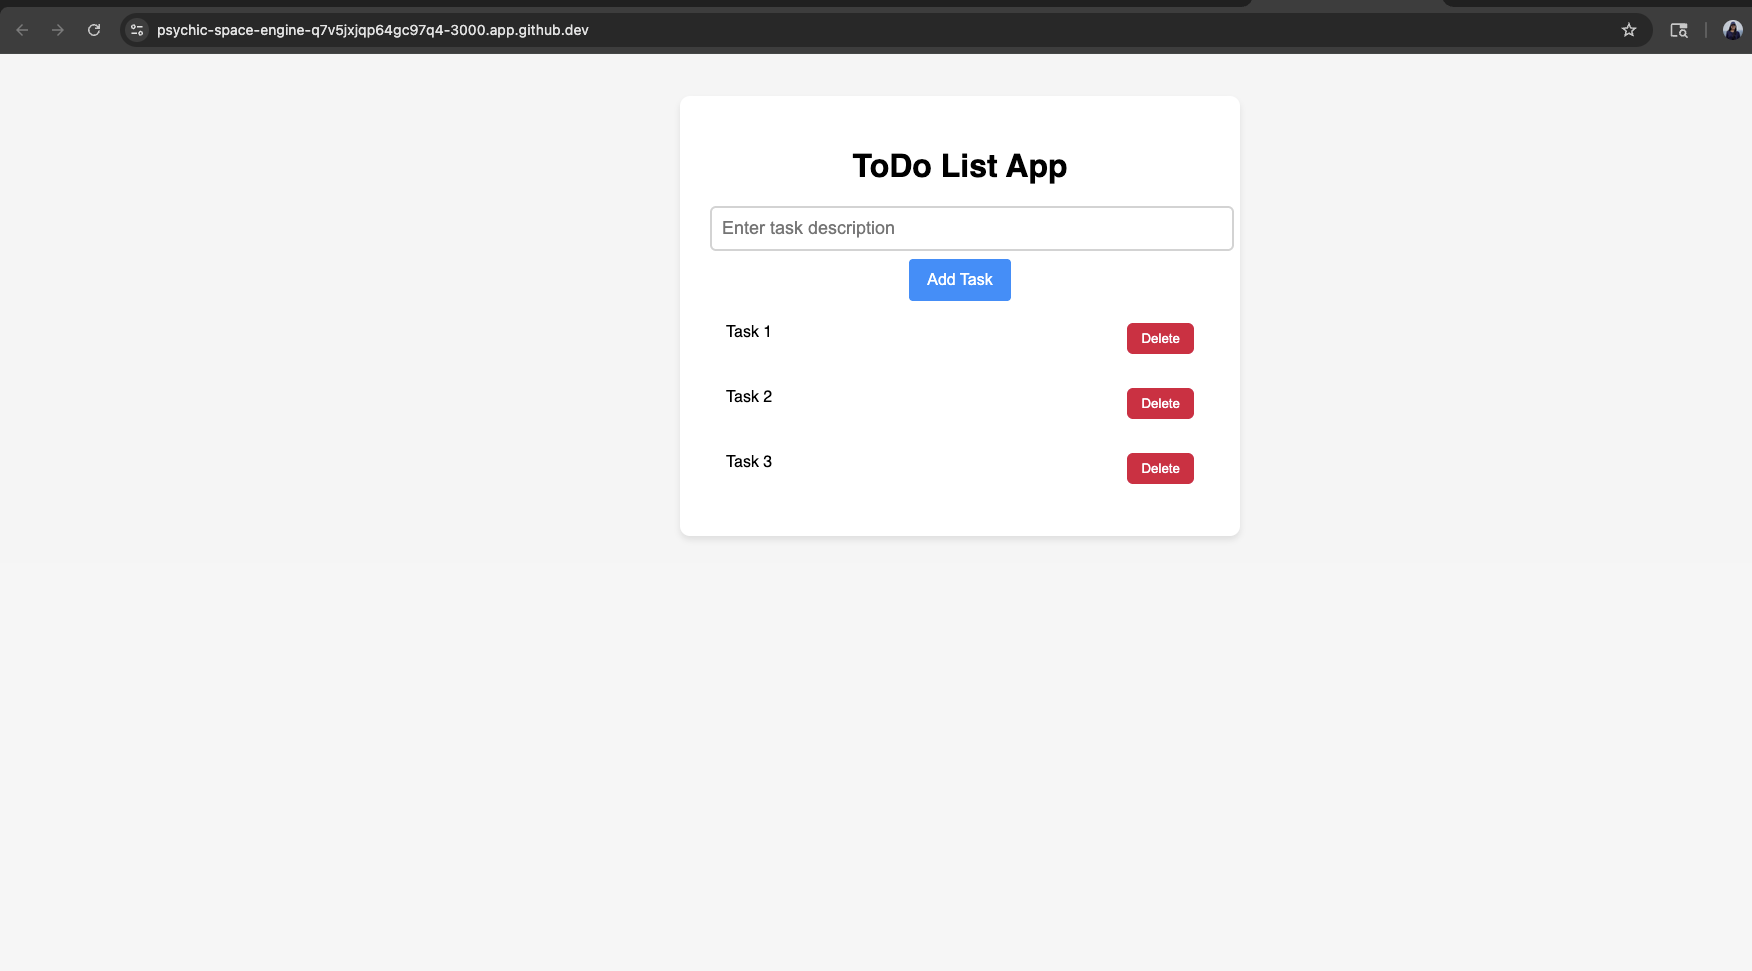 psychic-space-engine-q7v5jxjqp64gc97q4-3000.app.github.dev
ToDo List App
Enter task description
Add Task
Task 1 Delete
Task 2 Delete
Task 3 Delete